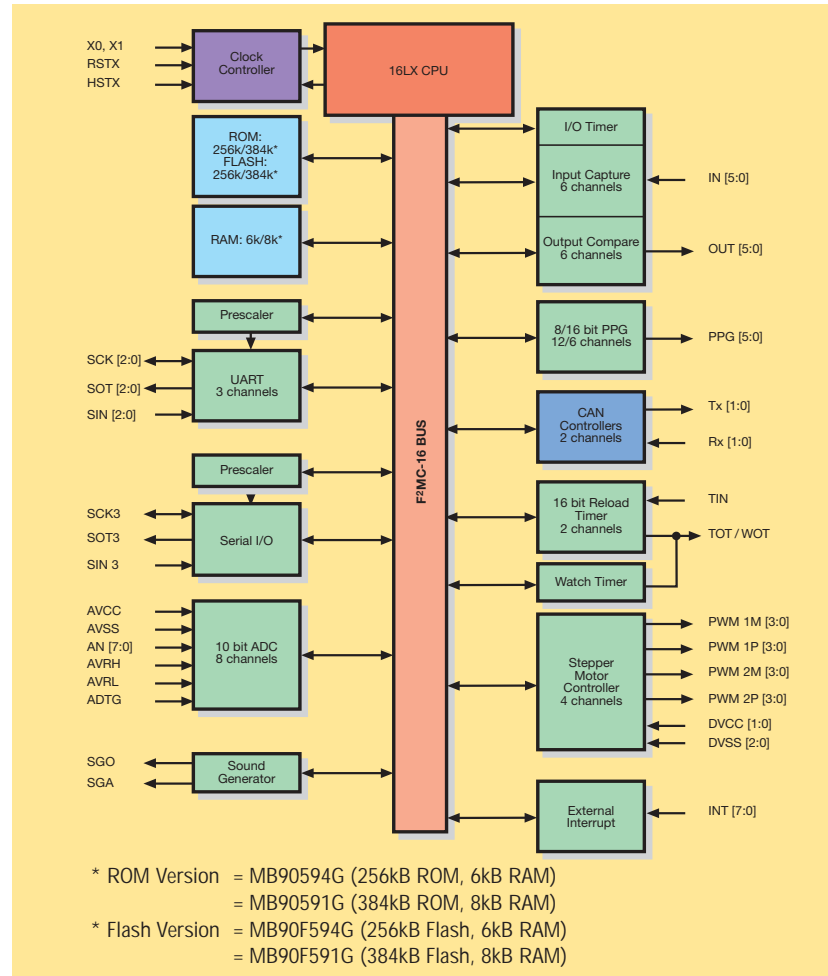 X0, X1
RSTX
HSTX
Clock
Controller
16LX CPU
ROM:
256k/384k*
FLASH:
256k/384k*
RAM: 6k/8k*
Prescaler
SCK [2:0]
SOT [2:0]
SIN [2:0]
UART
3 channels
Prescaler
SCK3
SOT3
SIN 3
Serial I/O
AVCC
AVSS
AN [7:0]
AVRH
AVRL
ADTG
10 bit ADC
8 channels
SGO
SGA
Sound
Generator
F²MC-16 BUS
I/O Timer
Input Capture
6 channels
IN [5:0]
Output Compare
6 channels
OUT [5:0]
8/16 bit PPG
12/6 channels
PPG [5:0]
CAN
Controllers
2 channels
Tx [1:0]
Rx [1:0]
16 bit Reload
Timer
2 channels
TIN
TOT / WOT
Watch Timer
Stepper
Motor
Controller
4 channels
PWM 1M [3:0]
PWM 1P [3:0]
PWM 2M [3:0]
PWM 2P [3:0]
DVCC [1:0]
DVSS [2:0]
External
Interrupt
INT [7:0]
* ROM Version = MB90594G (256kB ROM, 6kB RAM)
= MB90591G (384kB ROM, 8kB RAM)
* Flash Version = MB90F594G (256kB Flash, 6kB RAM)
= MB90F591G (384kB Flash, 8kB RAM)